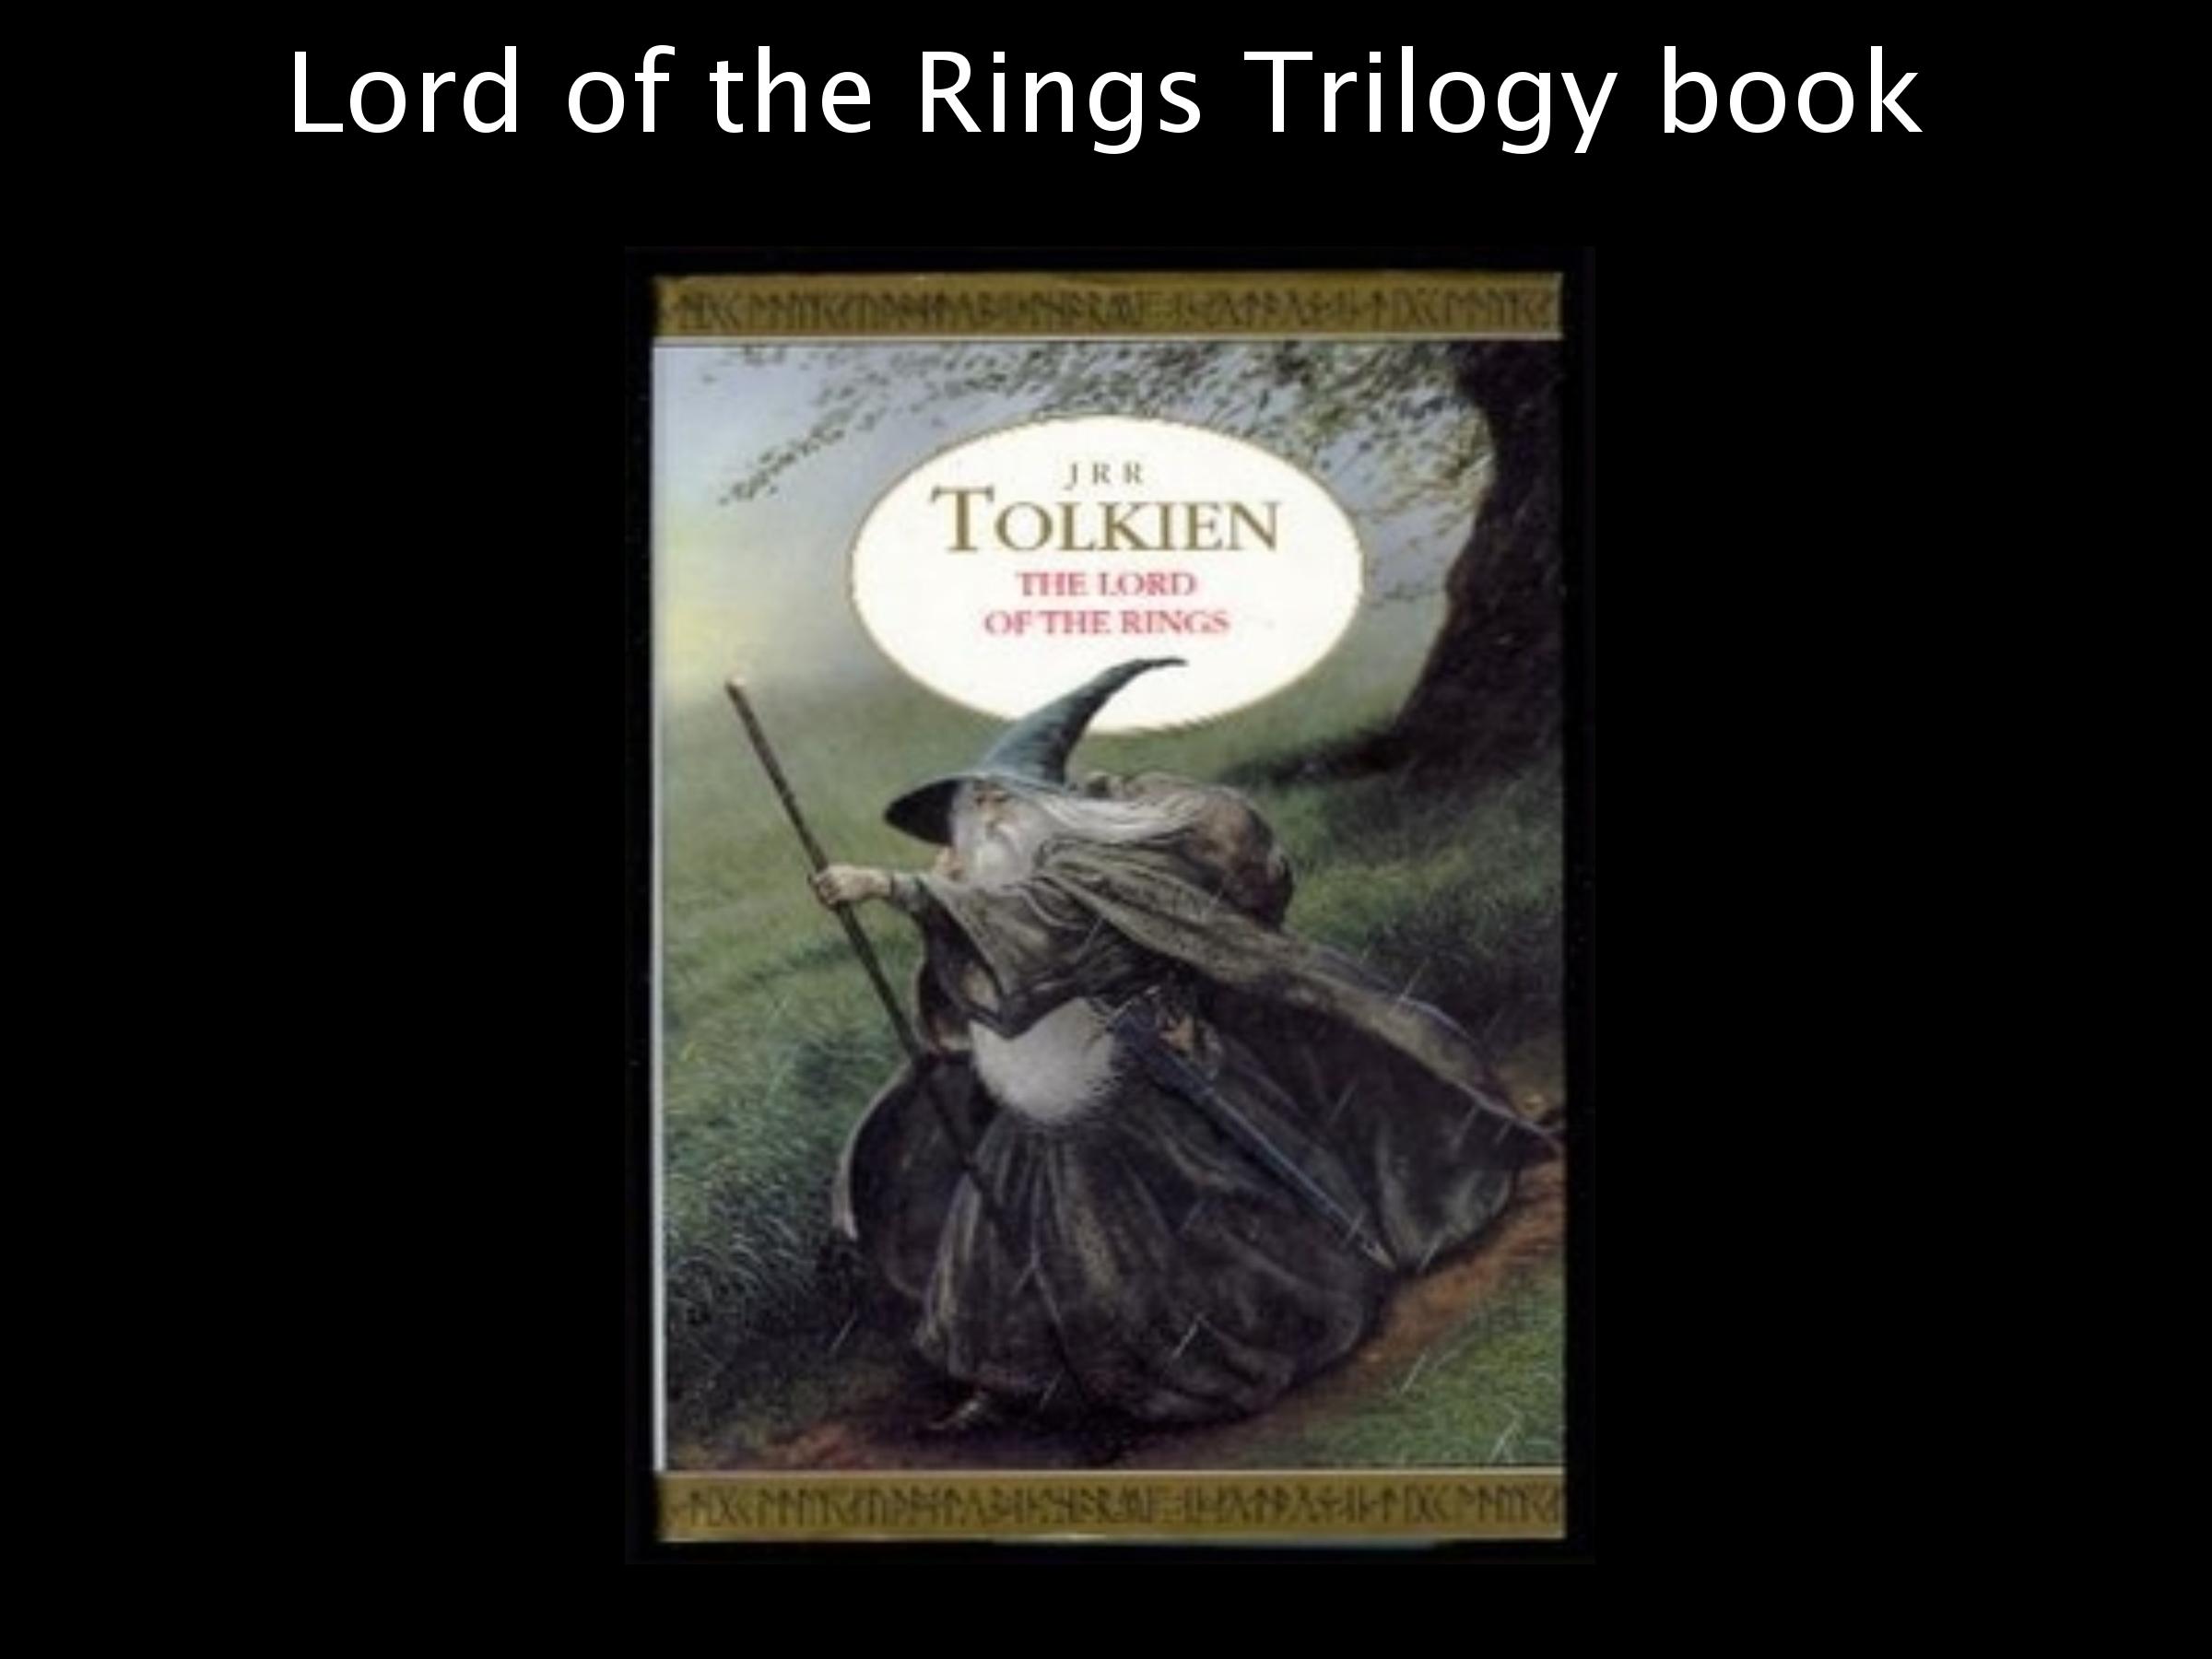 Lord of the Rings Trilogy book
J R R
TOLKIEN
THE LORD
OF THE RINGS